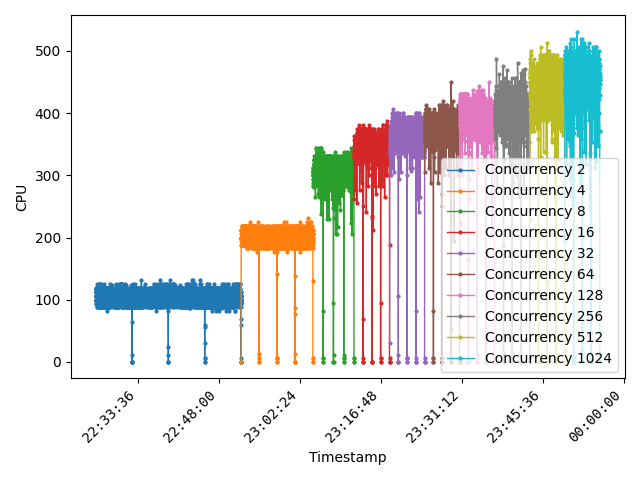 500
400
300
200
100
0
CPU
Concurrency 2
Concurrency 4
Concurrency 8
Concurrency 16
Concurrency 32
Concurrency 64
Concurrency 128
Concurrency 256
Concurrency 512
Concurrency 1024
22:33:36
22:48:00
23:02:24
23:16:48
23:31:12
23:45:36
00:00:00
Timestamp